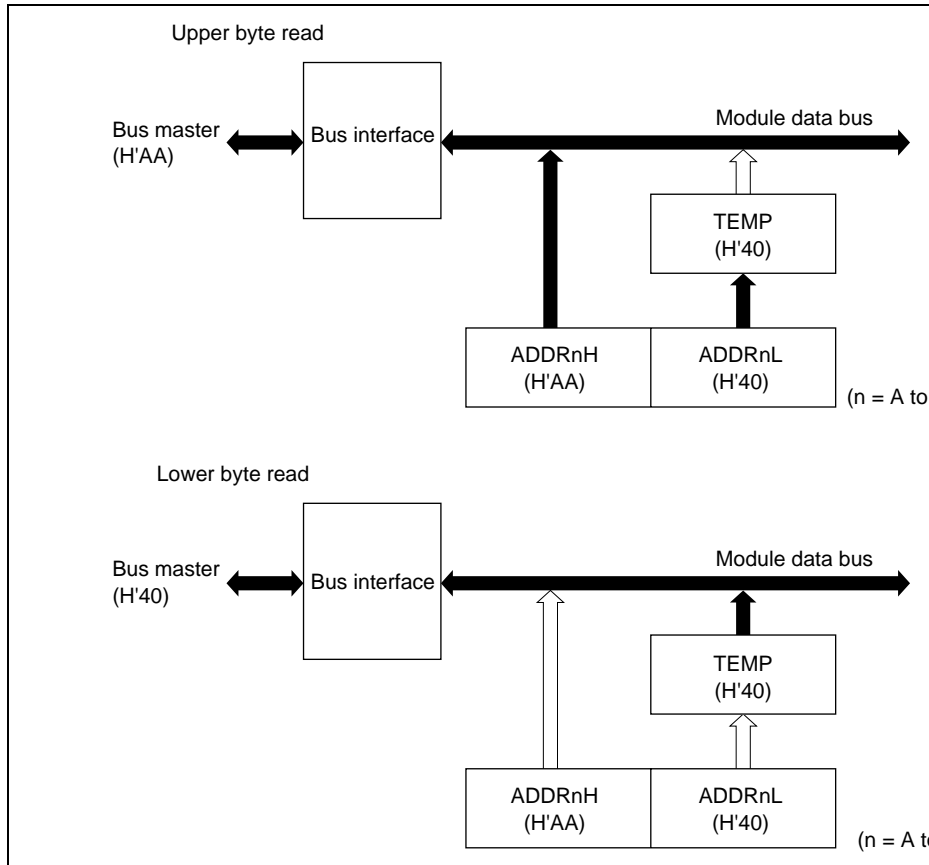 Upper byte read
Bus master
(H'AA)
Bus interface
Module data bus
TEMP
(H'40)
ADDRnH
(H'AA)
ADDRnL
(H'40)
(n = A to
Lower byte read
Bus master
(H'40)
Bus interface
Module data bus
TEMP
(H'40)
ADDRnH
(H'AA)
ADDRnL
(H'40)
(n = A to